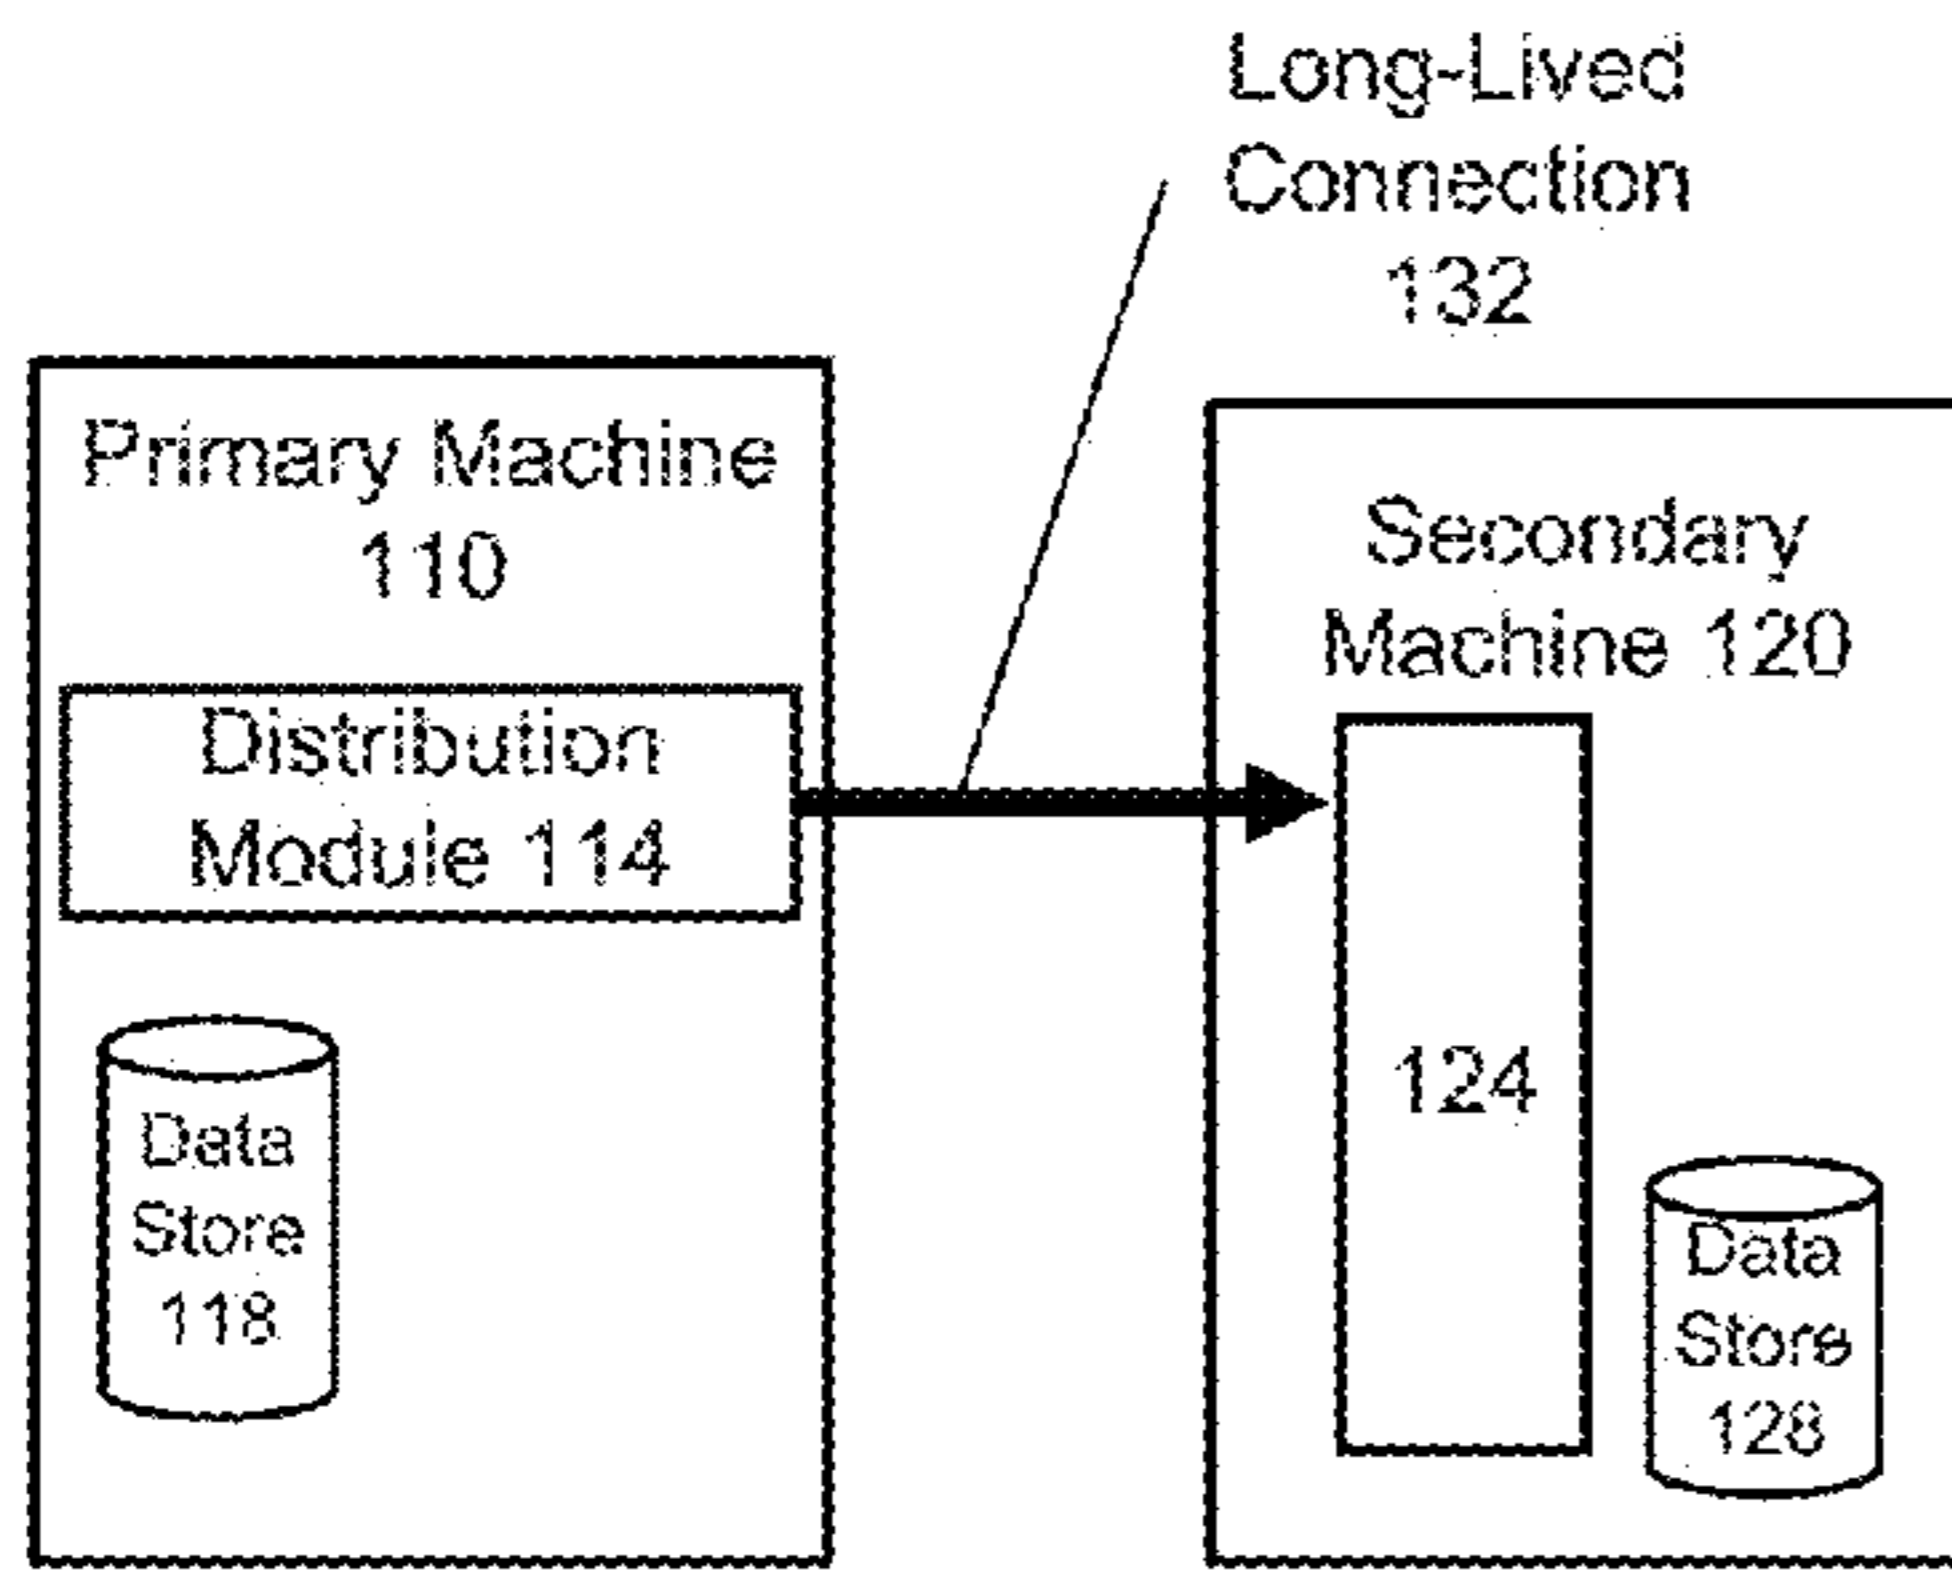 Long-Lived
Connection
132
Primary Machine
110
Secondary
Machine 120
Distribution
Module 114
124
Data
Store
118
Data
Store
128